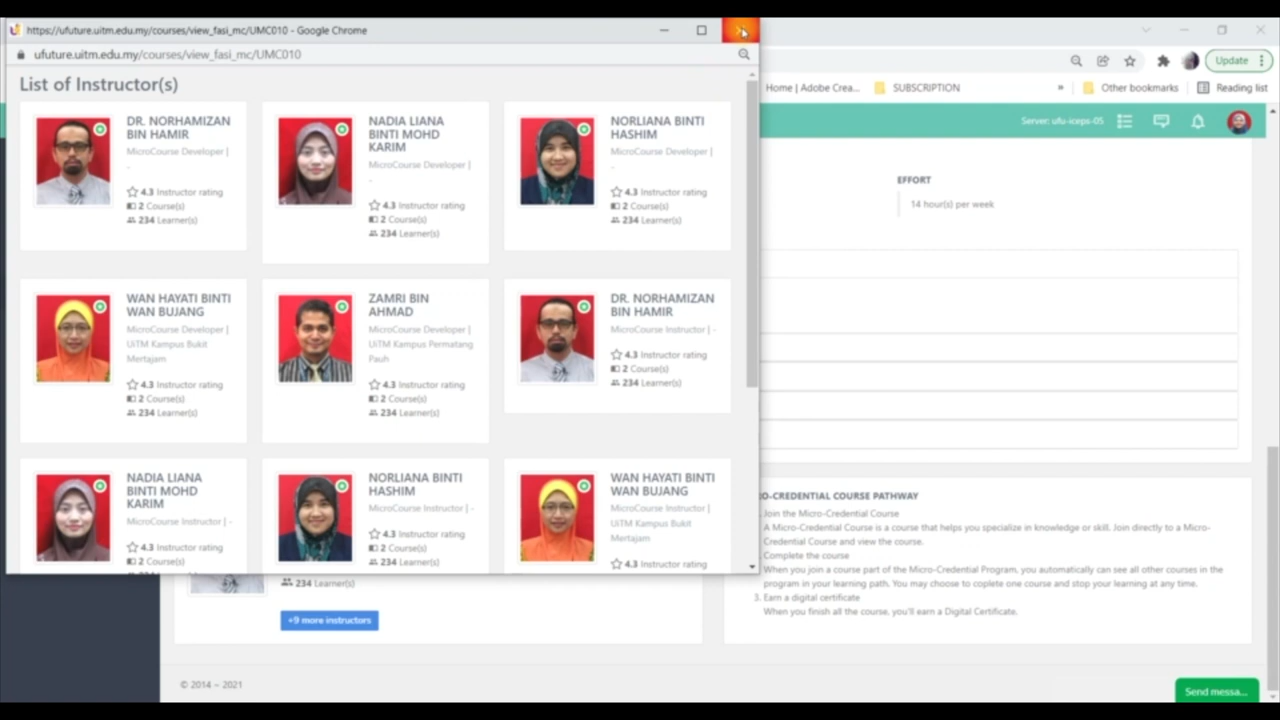 https://ufuture.uitm.edu.my/courses/view_fasi_mc/UMC010 - Google Chrome
ufuture.uitm.edu.my/courses/view_fasi_mc/UMC010
Update
Home | Adobe Crea...
SUBSCRIPTION
»
Other bookmarks
Reading list
Server: ufu-iceps-05
List of Instructor(s)
DR. NORHAMIZAN
BIN HAMIR
MicroCourse Developer |
-
4.3 Instructor rating
2 Course(s)
234 Learner(s)
NADIA LIANA
BINTI MOHD
KARIM
MicroCourse Developer |
-
4.3 Instructor rating
2 Course(s)
234 Learner(s)
NORLIANA BINTI
HASHIM
MicroCourse Developer |
-
4.3 Instructor rating
2 Course(s)
234 Learner(s)
WAN HAYATI BINTI
WAN BUJANG
MicroCourse Developer |
UiTM Kampus Bukit
Mertajam
4.3 Instructor rating
2 Course(s)
234 Learner(s)
ZAMRI BIN
AHMAD
MicroCourse Developer |
UiTM Kampus Permatang
Pauh
4.3 Instructor rating
2 Course(s)
234 Learner(s)
DR. NORHAMIZAN
BIN HAMIR
MicroCourse Instructor | -
4.3 Instructor rating
2 Course(s)
234 Learner(s)
NADIA LIANA
BINTI MOHD
KARIM
MicroCourse Instructor | -
4.3 Instructor rating
2 Course(s)
NORLIANA BINTI
HASHIM
MicroCourse Instructor | -
4.3 Instructor rating
2 Course(s)
234 Learner(s)
WAN HAYATI BINTI
WAN BUJANG
MicroCourse Instructor |
UiTM Kampus Bukit
Mertajam
4.3 Instructor rating
EFFORT
14 hour(s) per week
O-CREDENTIAL COURSE PATHWAY
Join the Micro-Credential Course
A Micro-Credential Course is a course that helps you specialize in knowledge or skill. Join directly to a Micro-
Credential Course and view the course.
Complete the course
When you join a course part of the Micro-Credential Program, you automatically can see all other courses in the
program in your learning path. You may choose to coplete one course and stop your learning at any time.
3. Earn a digital certificate
When you finish all the course, you'll earn a Digital Certificate.
234 Learner(s)
+9 more instructors
© 2014 ~ 2021
Send messa...